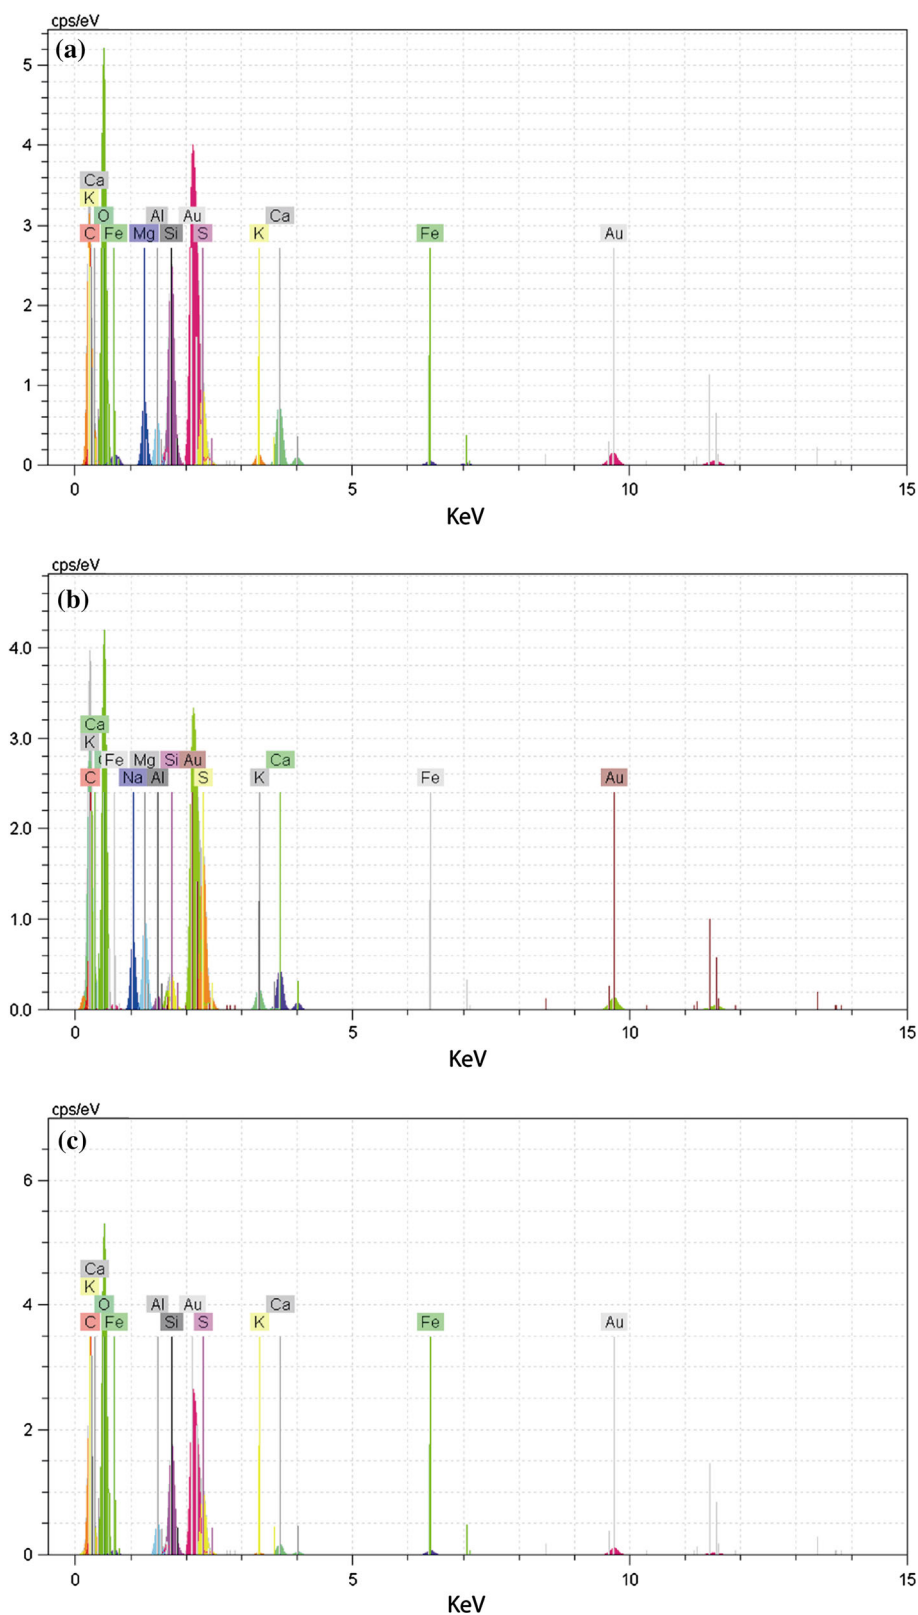 cps/eV
(a)
5
Ca
K
O Al Au Ca
C Fe Mg Si S K Fe Au
4
3
2
1
0
0 5 10 15
KeV
cps/eV
(b)
4.0
Ca
K
Fe Mg Si Au Ca
C Na Al S K Fe Au
3.0
2.0
1.0
0.0
0 5 10 15
KeV
cps/eV
(c)
6
Ca
K
O Al Au Ca
C Fe Si S K Fe Au
4
2
0
0 5 10 15
KeV